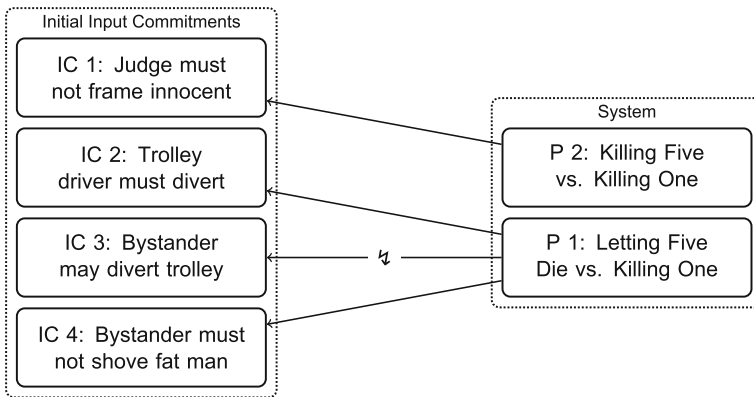 Initial Input Commitments
IC 1: Judge must
not frame innocent
IC 2: Trolley
driver must divert
IC 3: Bystander
may divert trolley
IC 4: Bystander must
not shove fat man
System
P 2: Killing Five
vs. Killing One
P 1: Letting Five
Die vs. Killing One